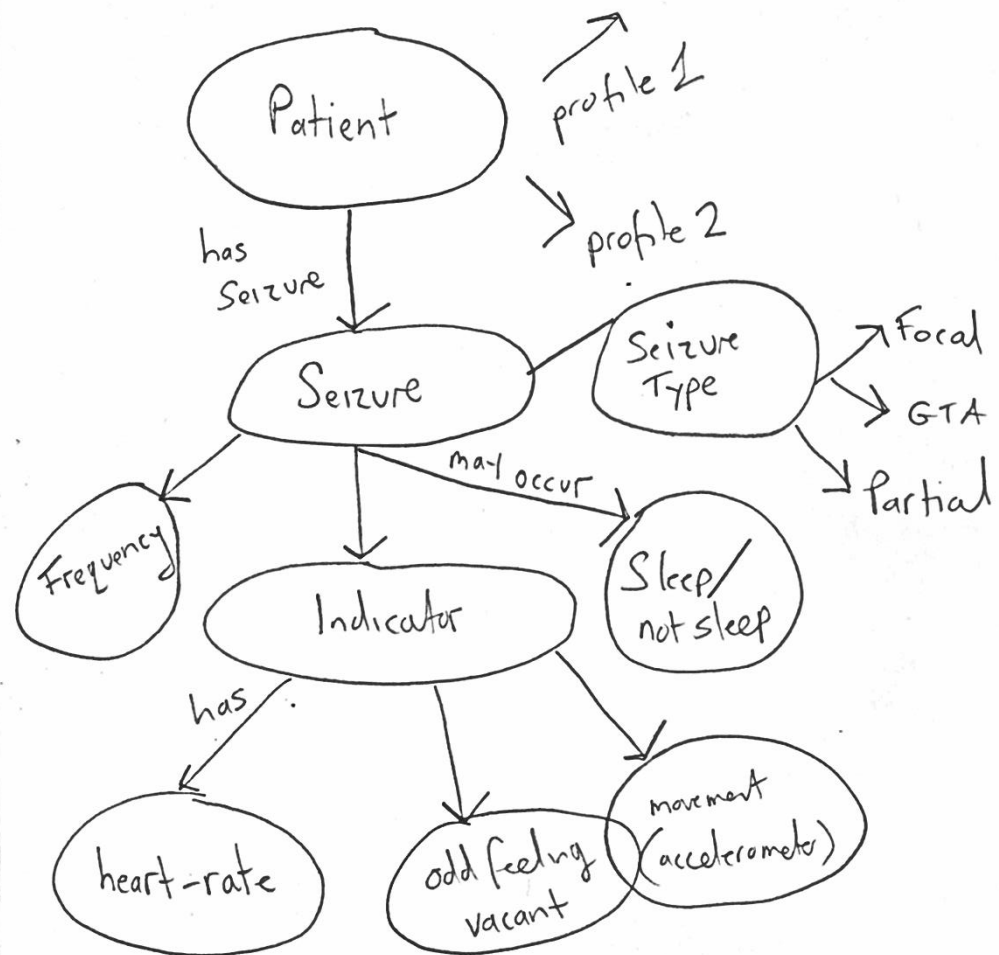 Patient
profile 1
profile 2
has
Seizure
Seizure
Seizure
Type
Focal
GTA
Partial
may occur
Frequency
Indicator
Sleep/
not sleep
has
heart-rate
odd feeling
vacant
movement
(accelerometer)